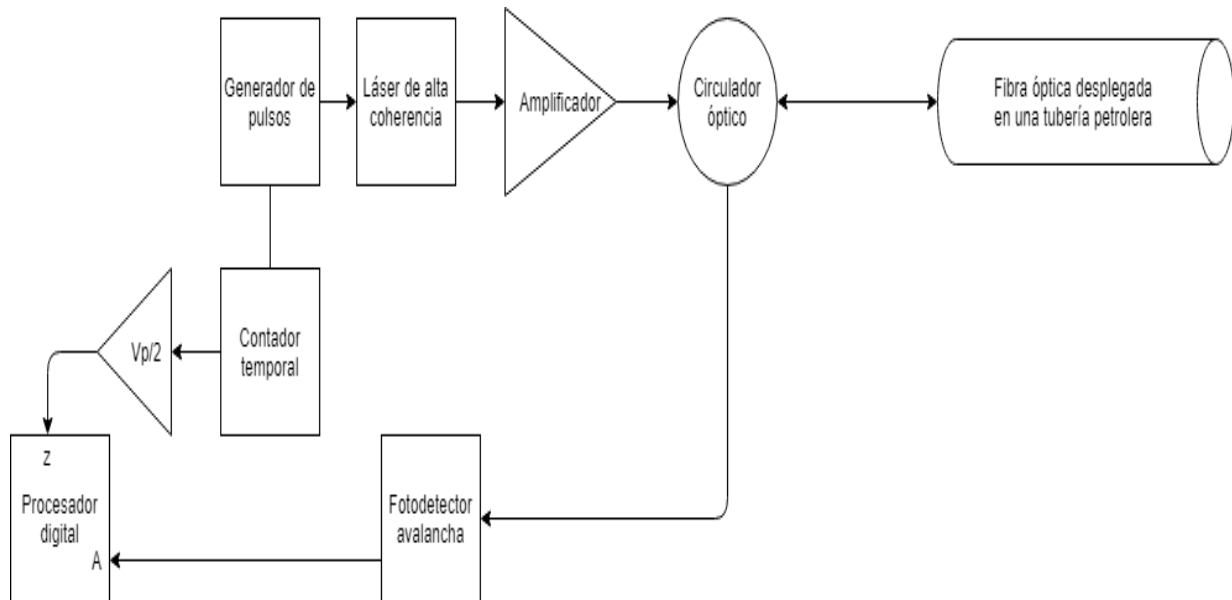 Generador de
pulsos
Láser de alta
coherencia
Amplificador
Circulador
óptico
Fibra óptica desplegada
en una tubería petrolera
Vp/2
Contador
temporal
z
Procesador
digital
A
Fotodetector
avalancha